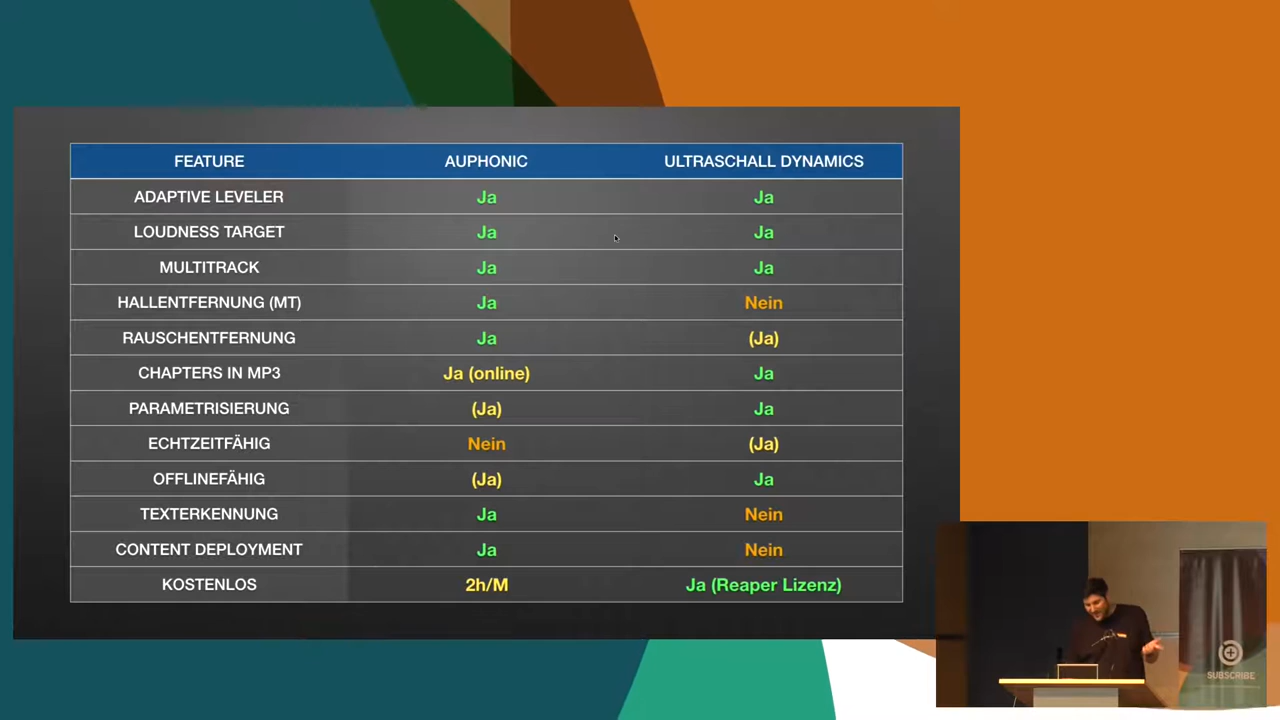 FEATURE AUPHONIC ULTRASCHALL DYNAMICS
ADAPTIVE LEVELER Ja Ja
LOUDNESS TARGET Ja Ja
MULTITRACK Ja Ja
HALLENTFERNUNG (MT) Ja Nein
RAUSCHENTFERNUNG Ja (Ja)
CHAPTERS IN MP3 Ja (online) Ja
PARAMETRISIERUNG (Ja) Ja
ECHTZEITFÄHIG Nein (Ja)
OFFLINEFÄHIG (Ja) Ja
TEXTERKENNUNG Ja Nein
CONTENT DEPLOYMENT Ja Nein
KOSTENLOS 2h/M Ja (Reaper Lizenz)
SUBSCRIBE